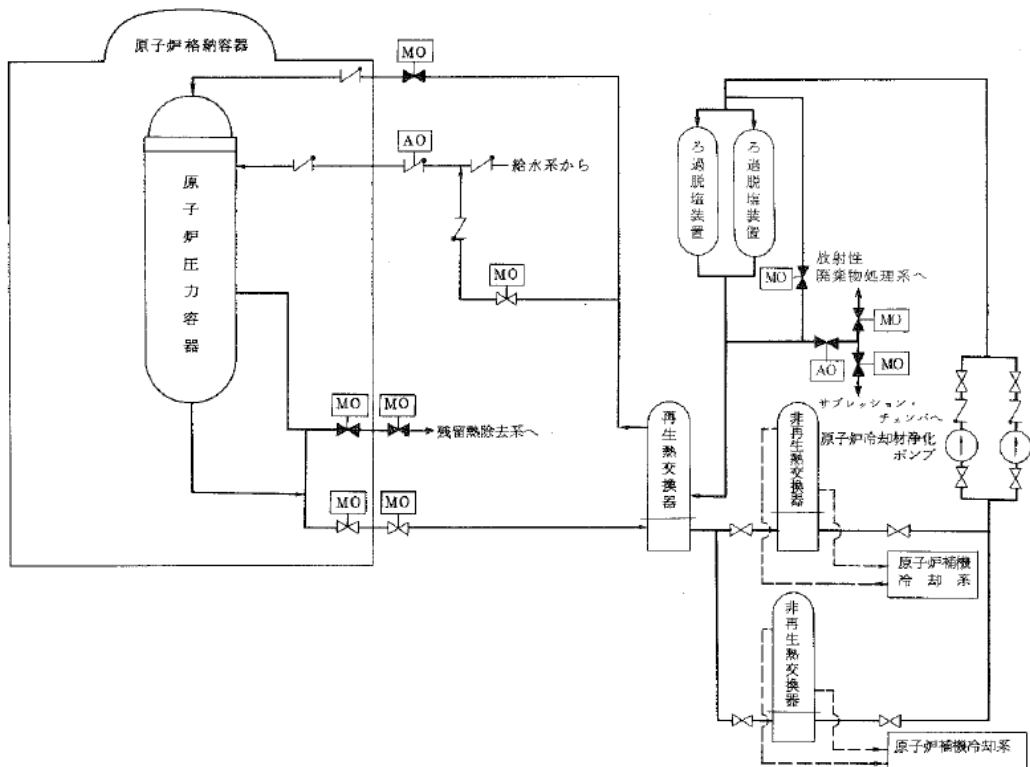 原子炉格納容器
MO
AO
給水系から
原子炉圧力容器
MO
MO
MO
残留熱除去系へ
MO
MO
ろ過脱塩装置
ろ過脱塩装置
放射性
廃棄物処理系へ
MO
MO
MO
AO
サプレッション・
チェンバへ
原子炉冷却材浄化
ポンプ
再生熱交換器
非再生熱交換器
原子炉補機
冷却系
非再生熱交換器
原子炉補機冷却系